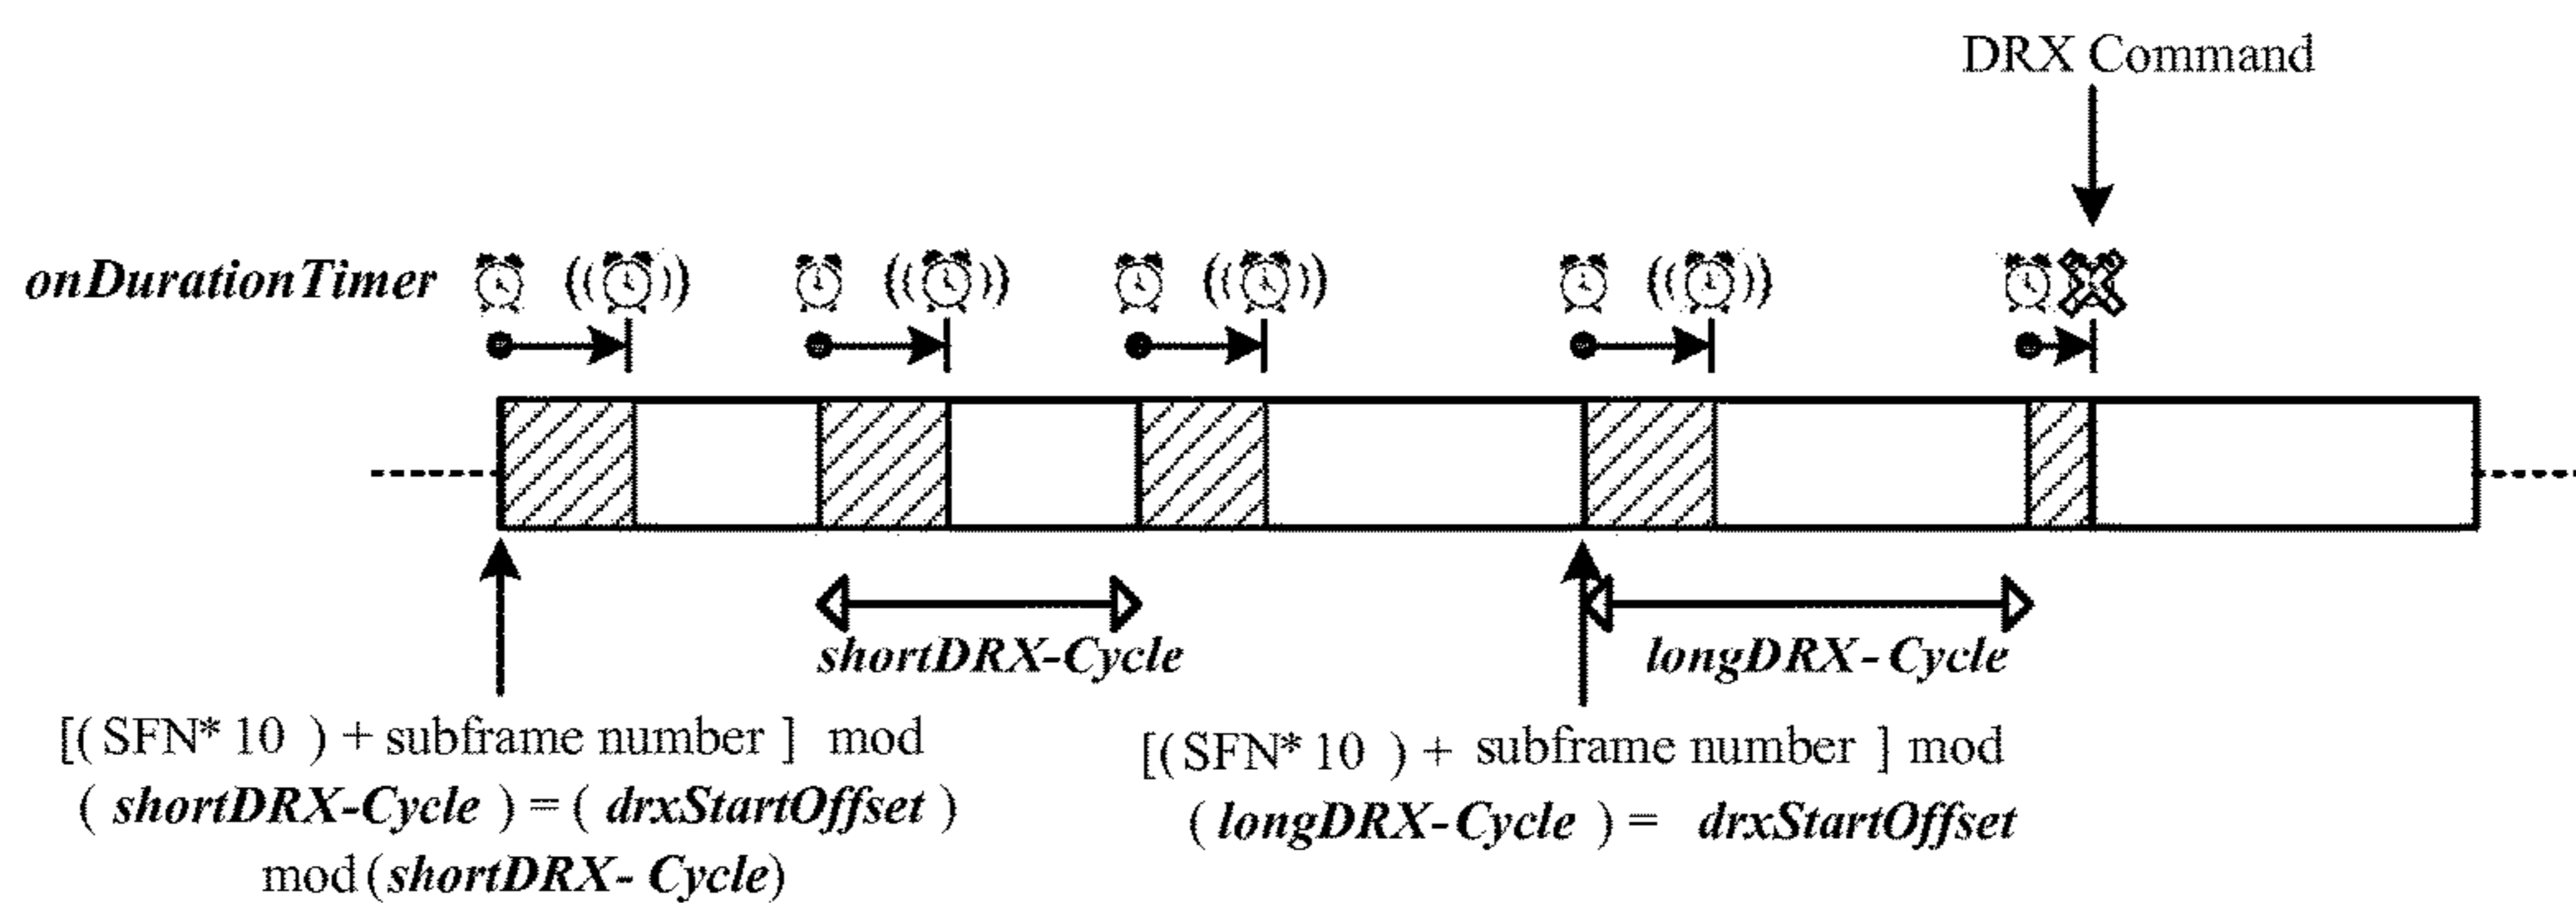 DRX Command
onDurationTimer
shortDRX-Cycle
longDRX-Cycle
[(SFN* 10 ) + subframe number ] mod
( shortDRX-Cycle ) = ( drxStartOffset )
mod (shortDRX- Cycle)
[(SFN* 10 ) + subframe number ] mod
( longDRX-Cycle ) = drxStartOffset